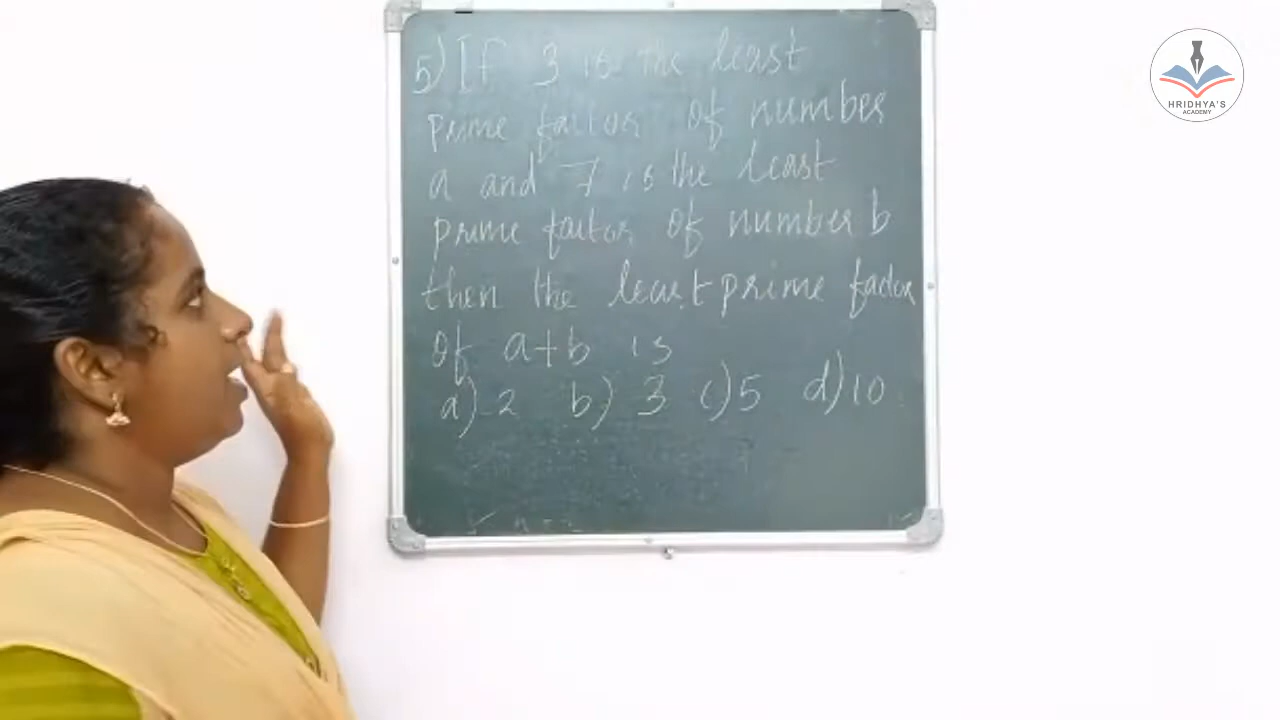 5) If 3 is the least
prime factor of number
a and 7 is the least
prime factor of number b
then the least prime factor
of a+b is
a) 2 b) 3 c) 5 d) 10
HRIDHYA'S
ACADEMY